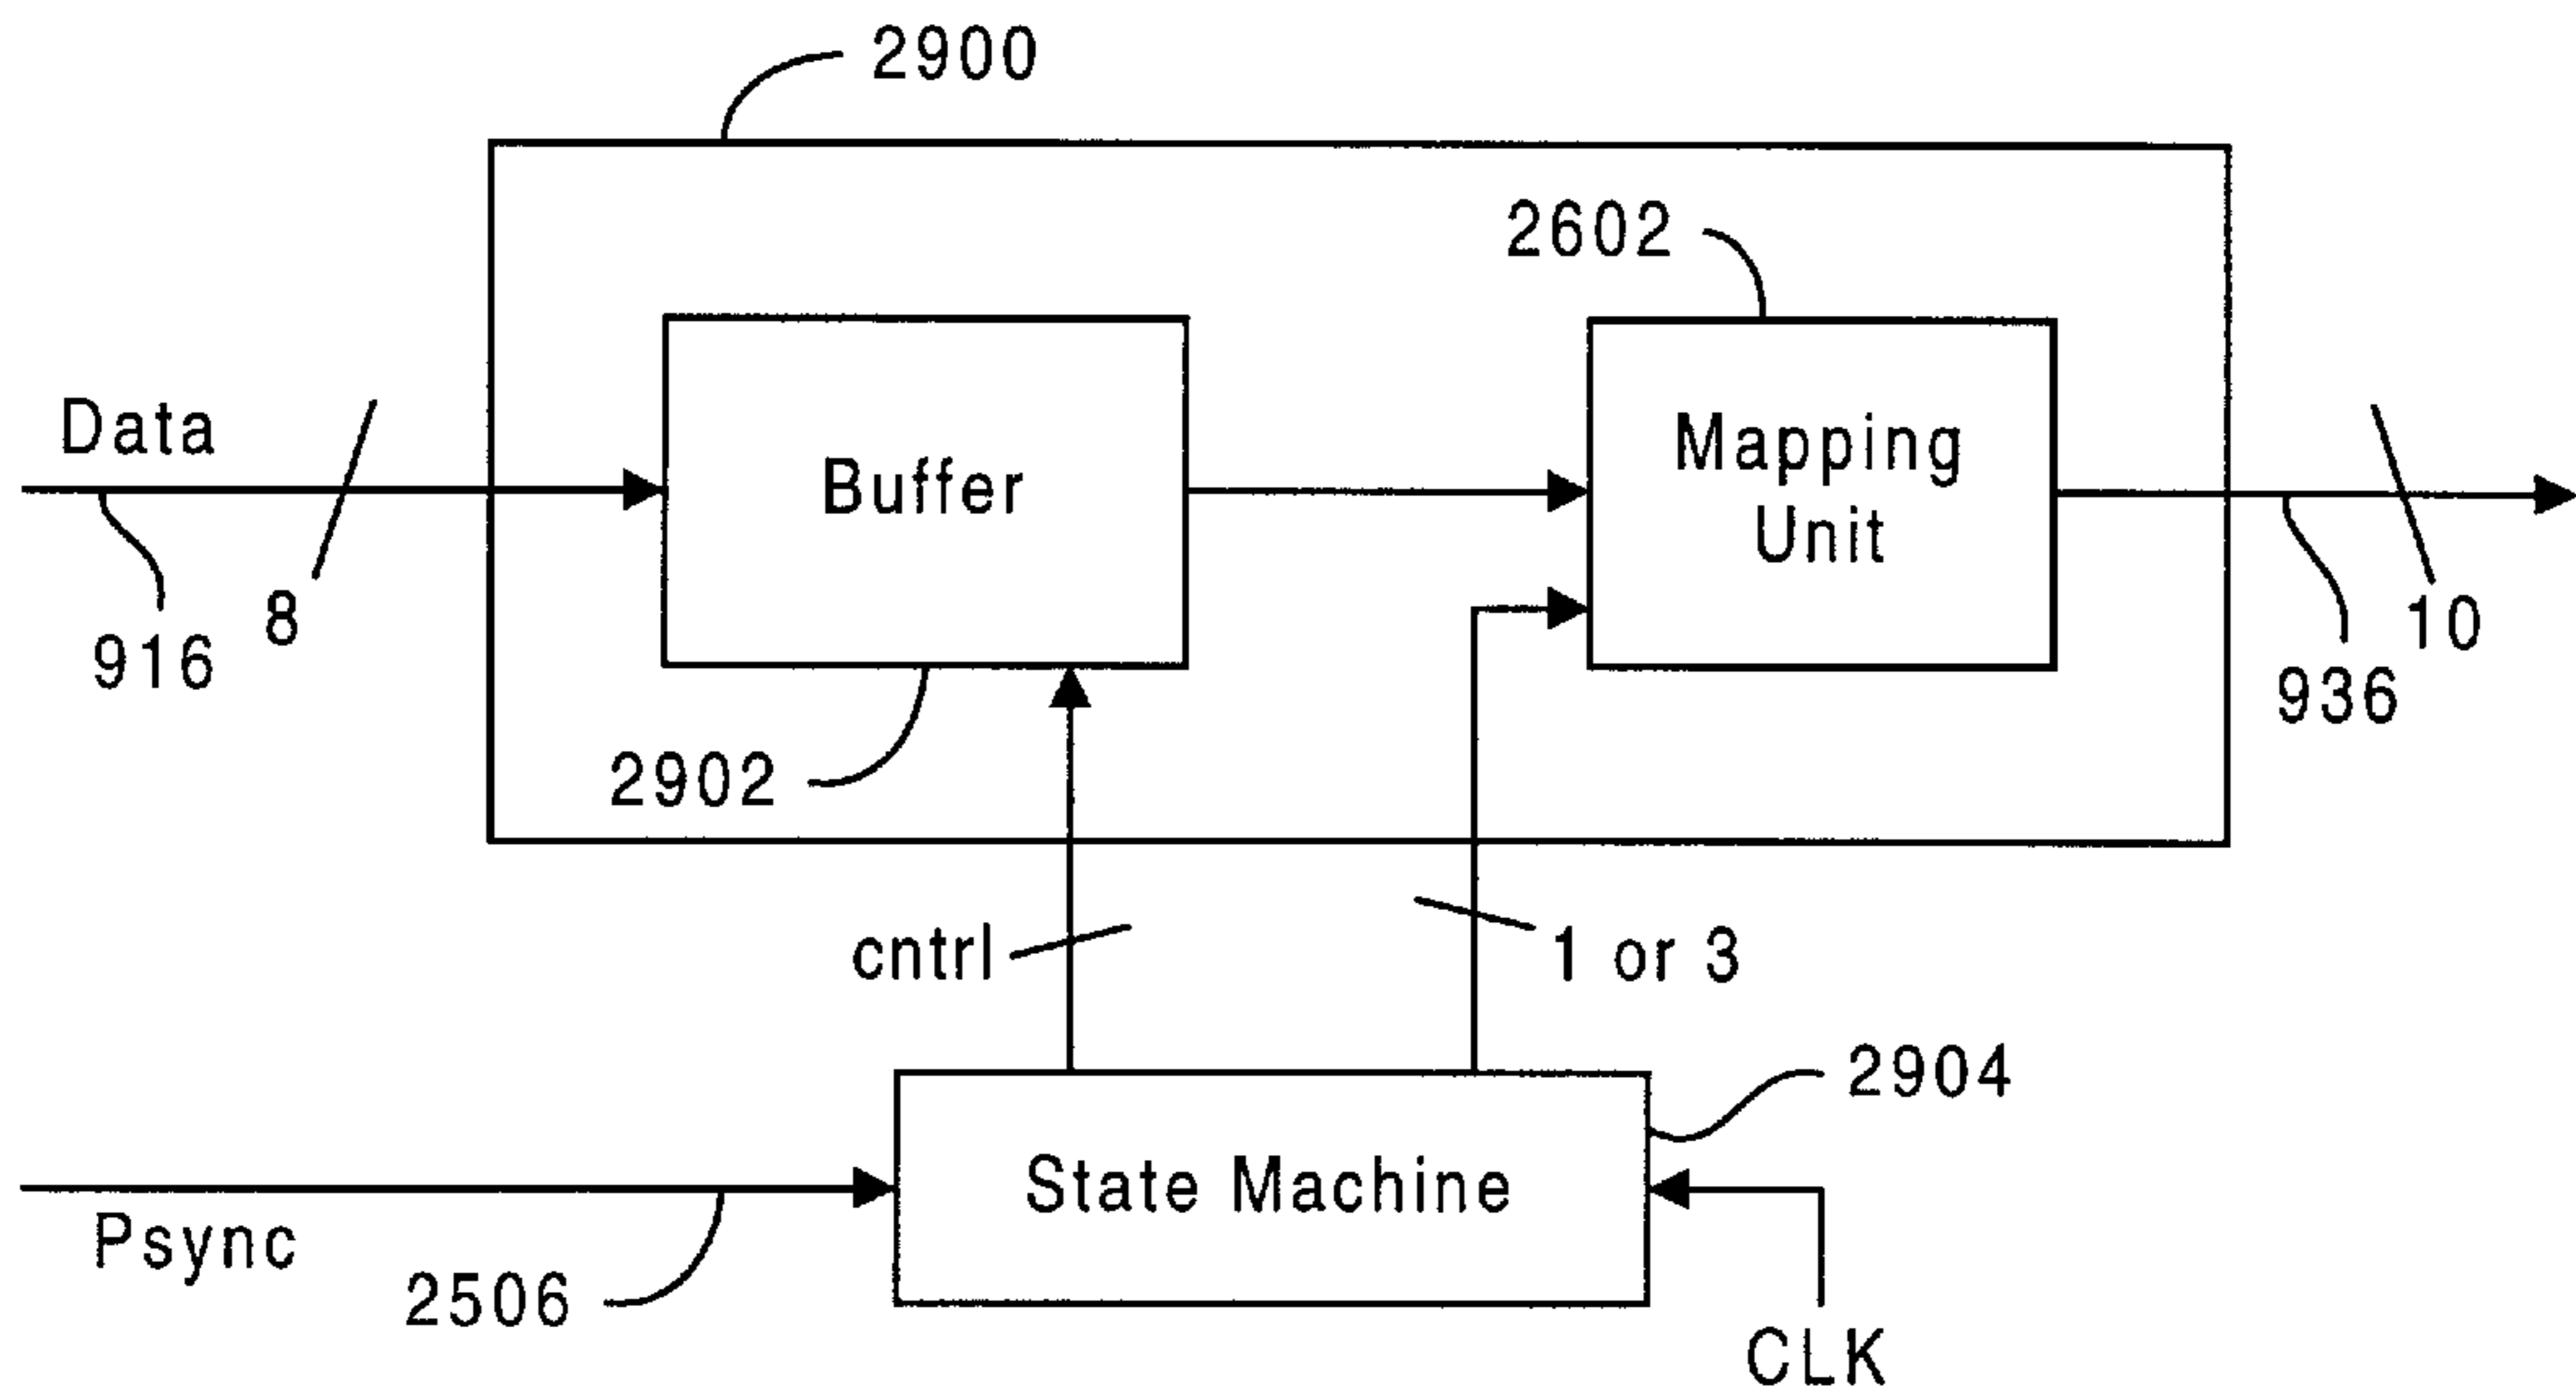 2900
2602
Data
Buffer
Mapping
Unit
8
916
10
936
2902
cntrl
1 or 3
2904
State Machine
Psync
2506
CLK